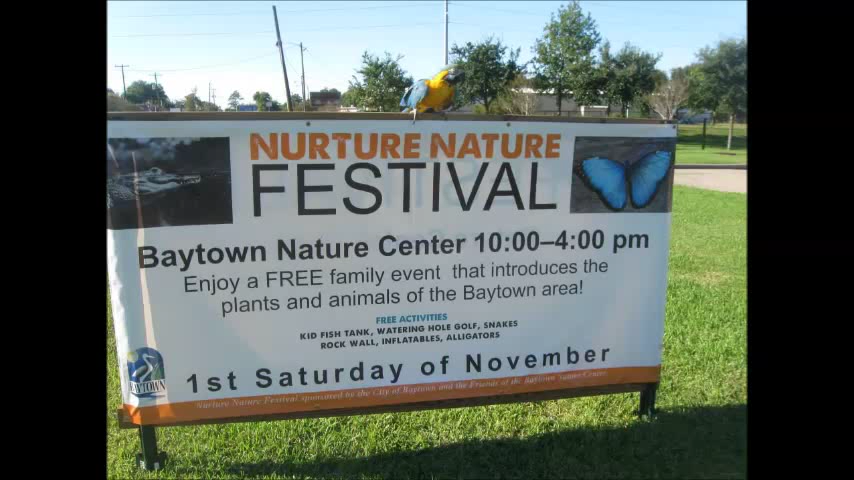 NURTURE NATURE
FESTIVAL
Baytown Nature Center 10:00–4:00 pm
Enjoy a FREE family event that introduces the
plants and animals of the Baytown area!
FREE ACTIVITIES
KID FISH TANK, WATERING HOLE GOLF, SNAKES
ROCK WALL, INFLATABLES, ALLIGATORS
1st Saturday of November
BAYTOWN
Nurture Nature Festival sponsored by the City of Baytown and the Friends of the Baytown Nature Center.